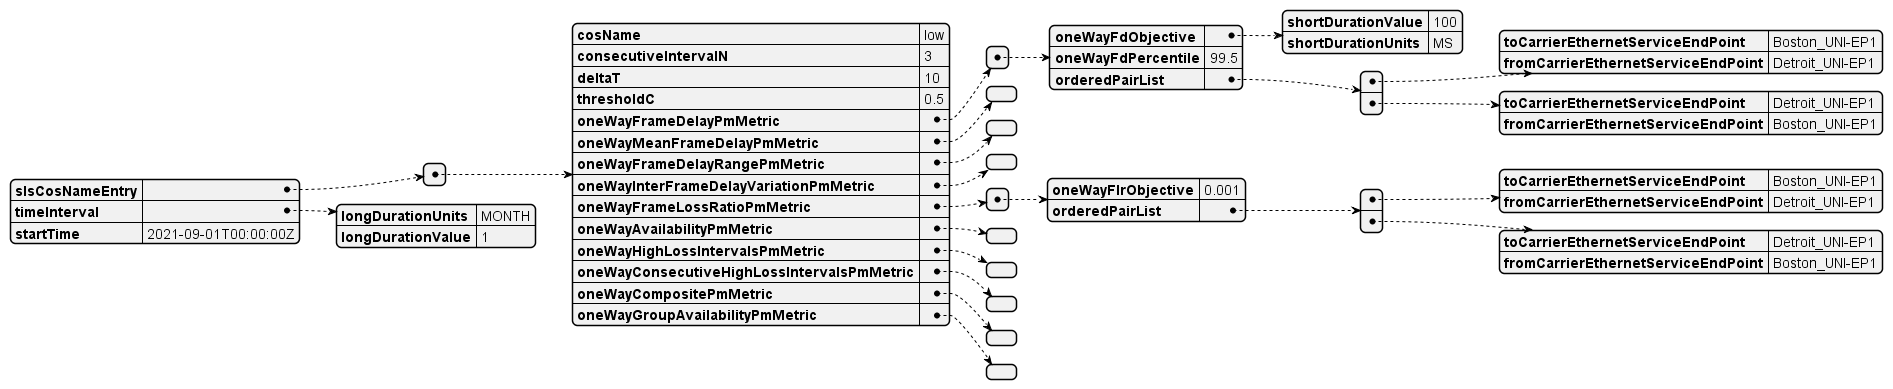 slsCosNameEntry
timeInterval
startTime 2021-09-01T00:00:00Z
longDurationUnits MONTH
longDurationValue 1
cosName low
consecutiveIntervalN 3
deltaT 10
thresholdC 0.5
oneWayFrameDelayPmMetric
oneWayMeanFrameDelayPmMetric
oneWayFrameDelayRangePmMetric
oneWayInterFrameDelayVariationPmMetric
oneWayFrameLossRatioPmMetric
oneWayAvailabilityPmMetric
oneWayHighLossIntervalsPmMetric
oneWayConsecutiveHighLossIntervalsPmMetric
oneWayCompositePmMetric
oneWayGroupAvailabilityPmMetric
oneWayFdObjective
oneWayFdPercentile 99.5
orderedPairList
shortDurationValue 100
shortDurationUnits MS
toCarrierEthernetServiceEndPoint Boston_UNI-EP1
fromCarrierEthernetServiceEndPoint Detroit_UNI-EP1
toCarrierEthernetServiceEndPoint Detroit_UNI-EP1
fromCarrierEthernetServiceEndPoint Boston_UNI-EP1
oneWayFlrObjective 0.001
orderedPairList
toCarrierEthernetServiceEndPoint Boston_UNI-EP1
fromCarrierEthernetServiceEndPoint Detroit_UNI-EP1
toCarrierEthernetServiceEndPoint Detroit_UNI-EP1
fromCarrierEthernetServiceEndPoint Boston_UNI-EP1